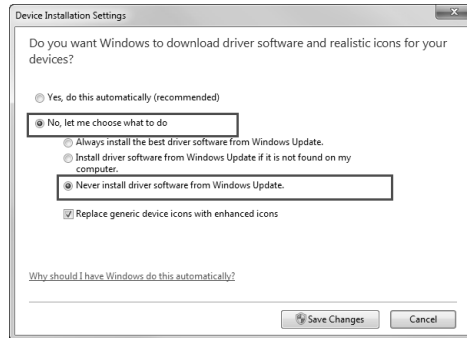 Device Installation Settings
Do you want Windows to download driver software and realistic icons for your
devices?
Yes, do this automatically (recommended)
No, let me choose what to do
Always install the best driver software from Windows Update.
Install driver software from Windows Update if it is not found on my
computer.
Never install driver software from Windows Update.
Replace generic device icons with enhanced icons
Why should I have Windows do this automatically?
Save Changes
Cancel